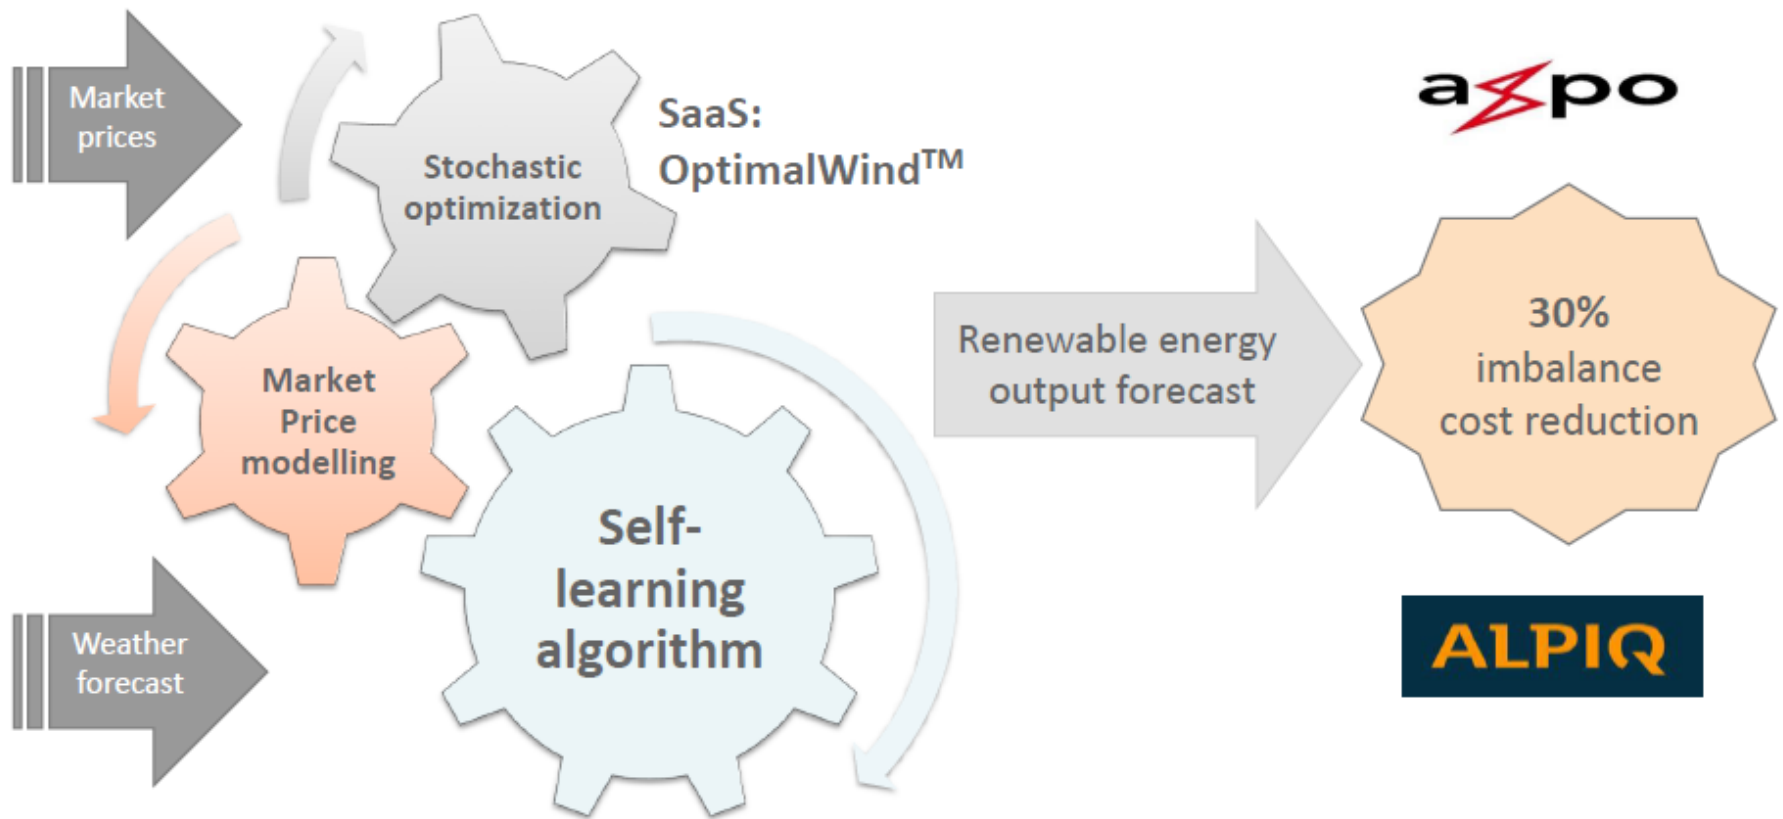 Market
prices
Stochastic
optimization
SaaS:
OptimalWind™
Market
Price
modelling
Weather
forecast
Self-
learning
algorithm
Renewable energy
output forecast
axpo
30%
imbalance
cost reduction
ALPIQ